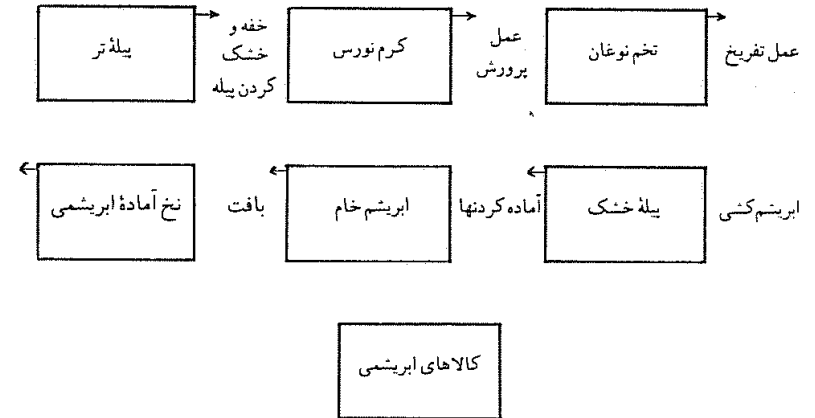 عمل تفریخ
تخم نوغان
عمل
پرورش
کرم نورس
خفه و
خشک
کردن پیله
پیلهٔ تر
ابریشم‌کشی
پیلهٔ خشک
آماده کردنها
ابریشم خام
بافت
نخ آمادهٔ ابریشمی
کالاهای ابریشمی